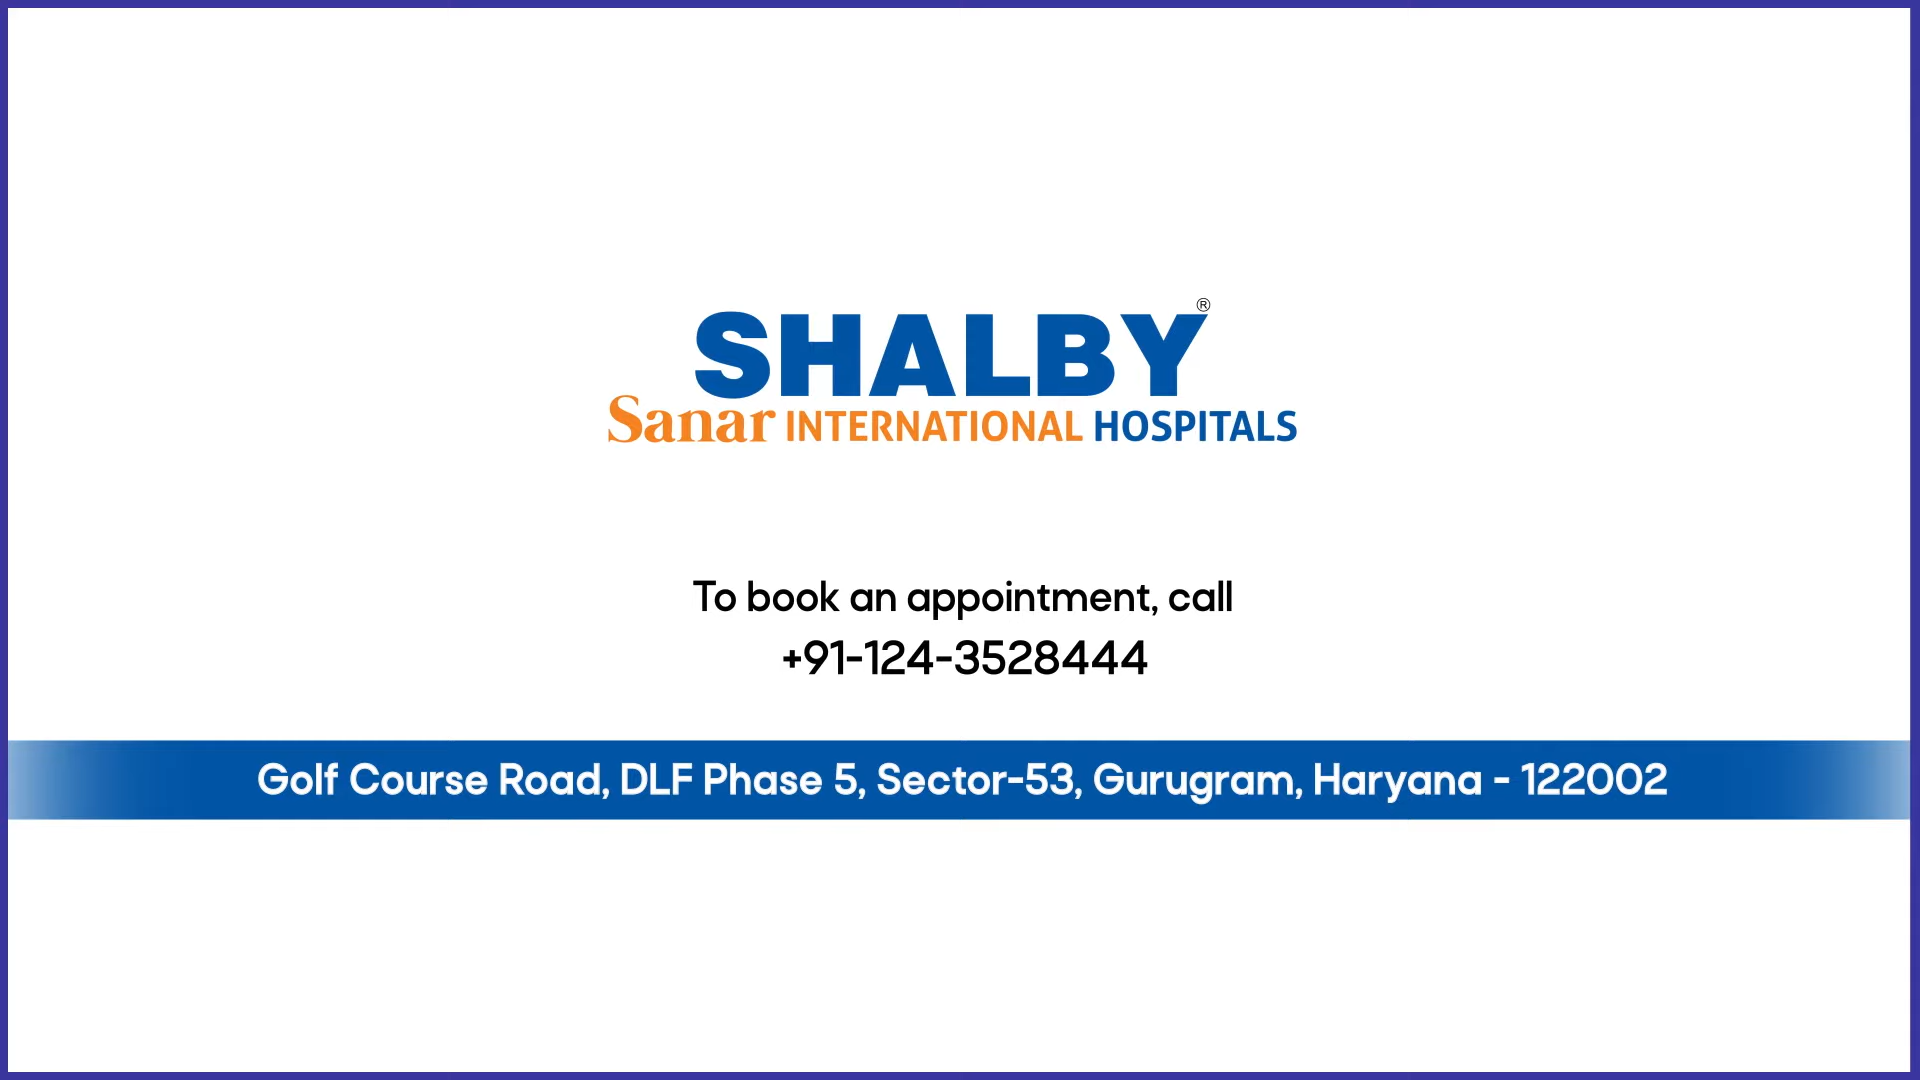 SHALBY®
Sanar INTERNATIONAL HOSPITALS
To book an appointment, call
+91-124-3528444
Golf Course Road, DLF Phase 5, Sector-53, Gurugram, Haryana - 122002